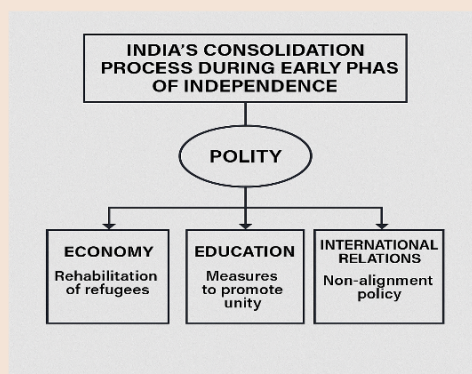 INDIA'S CONSOLIDATION
PROCESS DURING EARLY PHAS
OF INDEPENDENCE
POLITY
ECONOMY
Rehabilitation
of refugees
EDUCATION
Measures
to promote
unity
INTERNATIONAL
RELATIONS
Non-alignment
policy